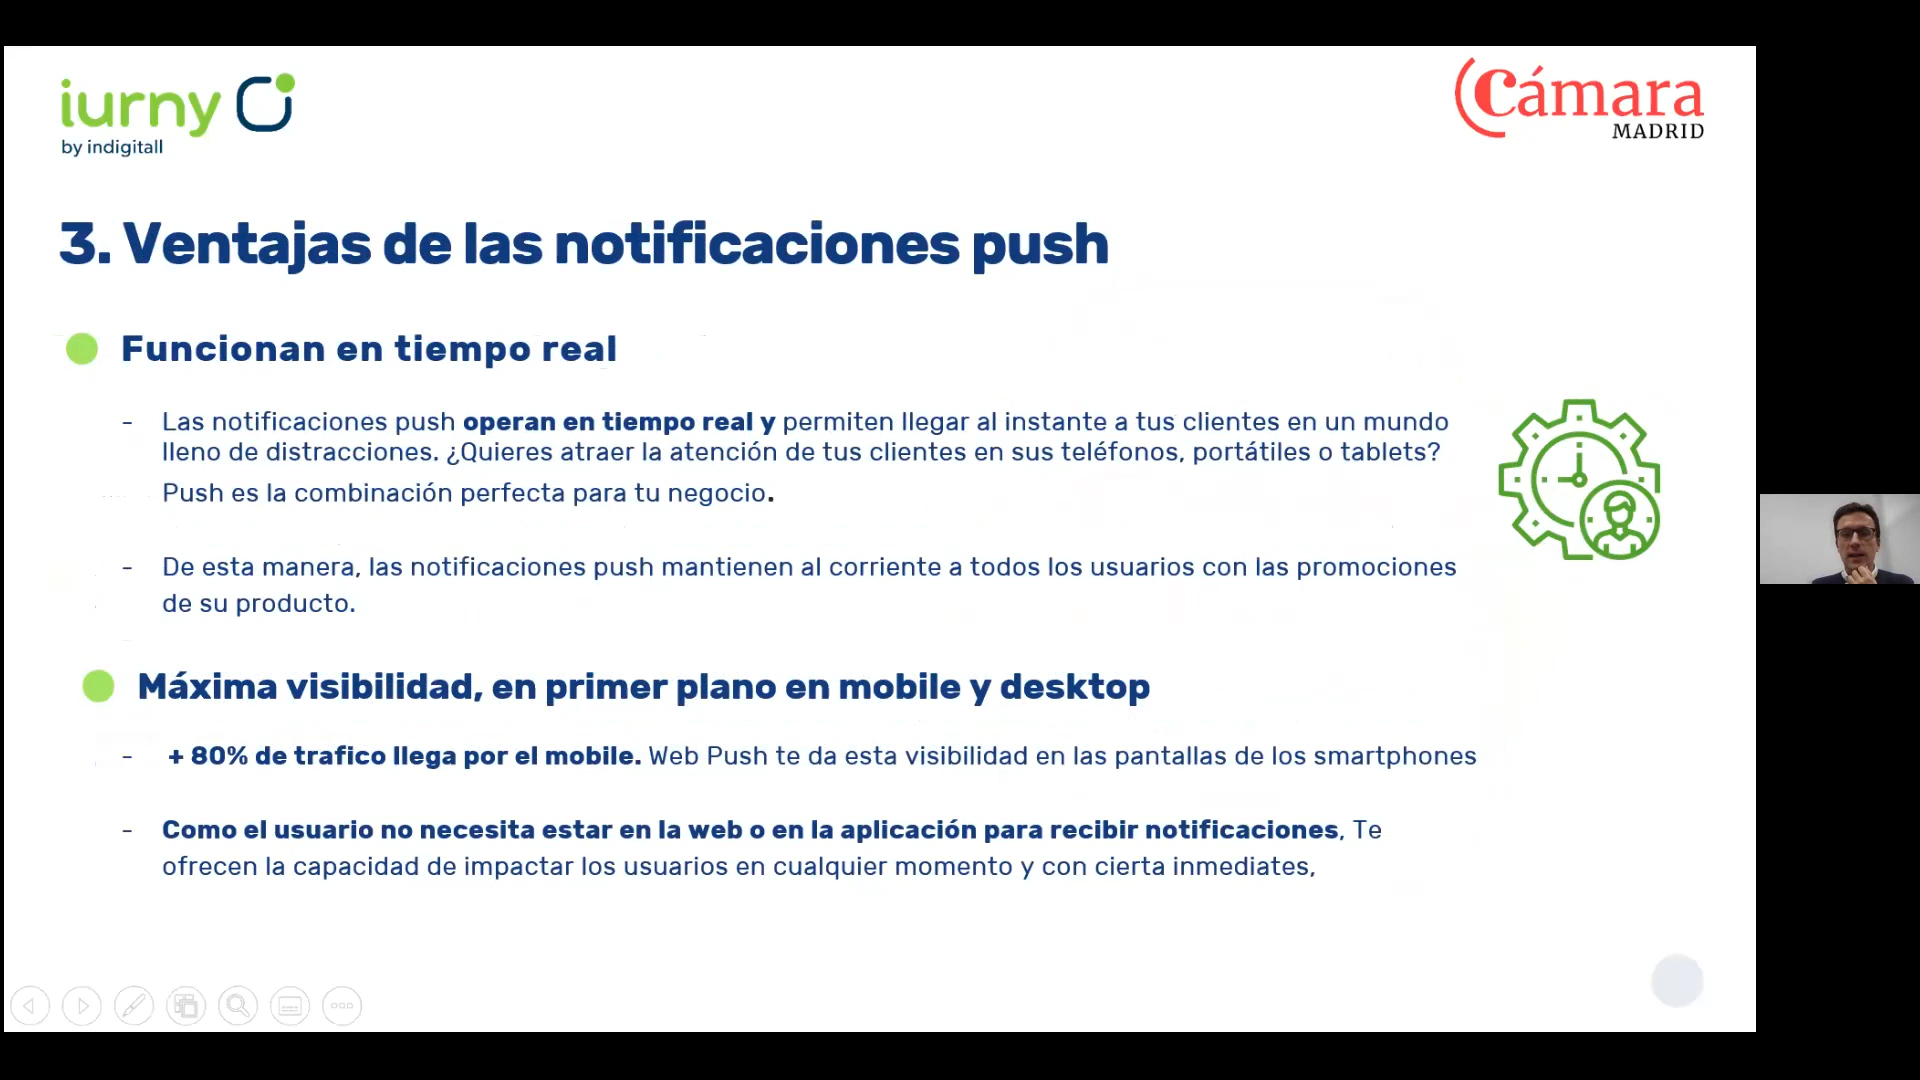 iurny
by indigitall
Cámara
MADRID
3. Ventajas de las notificaciones push
Funcionan en tiempo real
- Las notificaciones push operan en tiempo real y permiten llegar al instante a tus clientes en un mundo
lleno de distracciones. ¿Quieres atraer la atención de tus clientes en sus teléfonos, portátiles o tablets?
Push es la combinación perfecta para tu negocio.
- De esta manera, las notificaciones push mantienen al corriente a todos los usuarios con las promociones
de su producto.
Máxima visibilidad, en primer plano en mobile y desktop
- + 80% de trafico llega por el mobile. Web Push te da esta visibilidad en las pantallas de los smartphones
- Como el usuario no necesita estar en la web o en la aplicación para recibir notificaciones, Te
ofrecen la capacidad de impactar los usuarios en cualquier momento y con cierta inmediates,